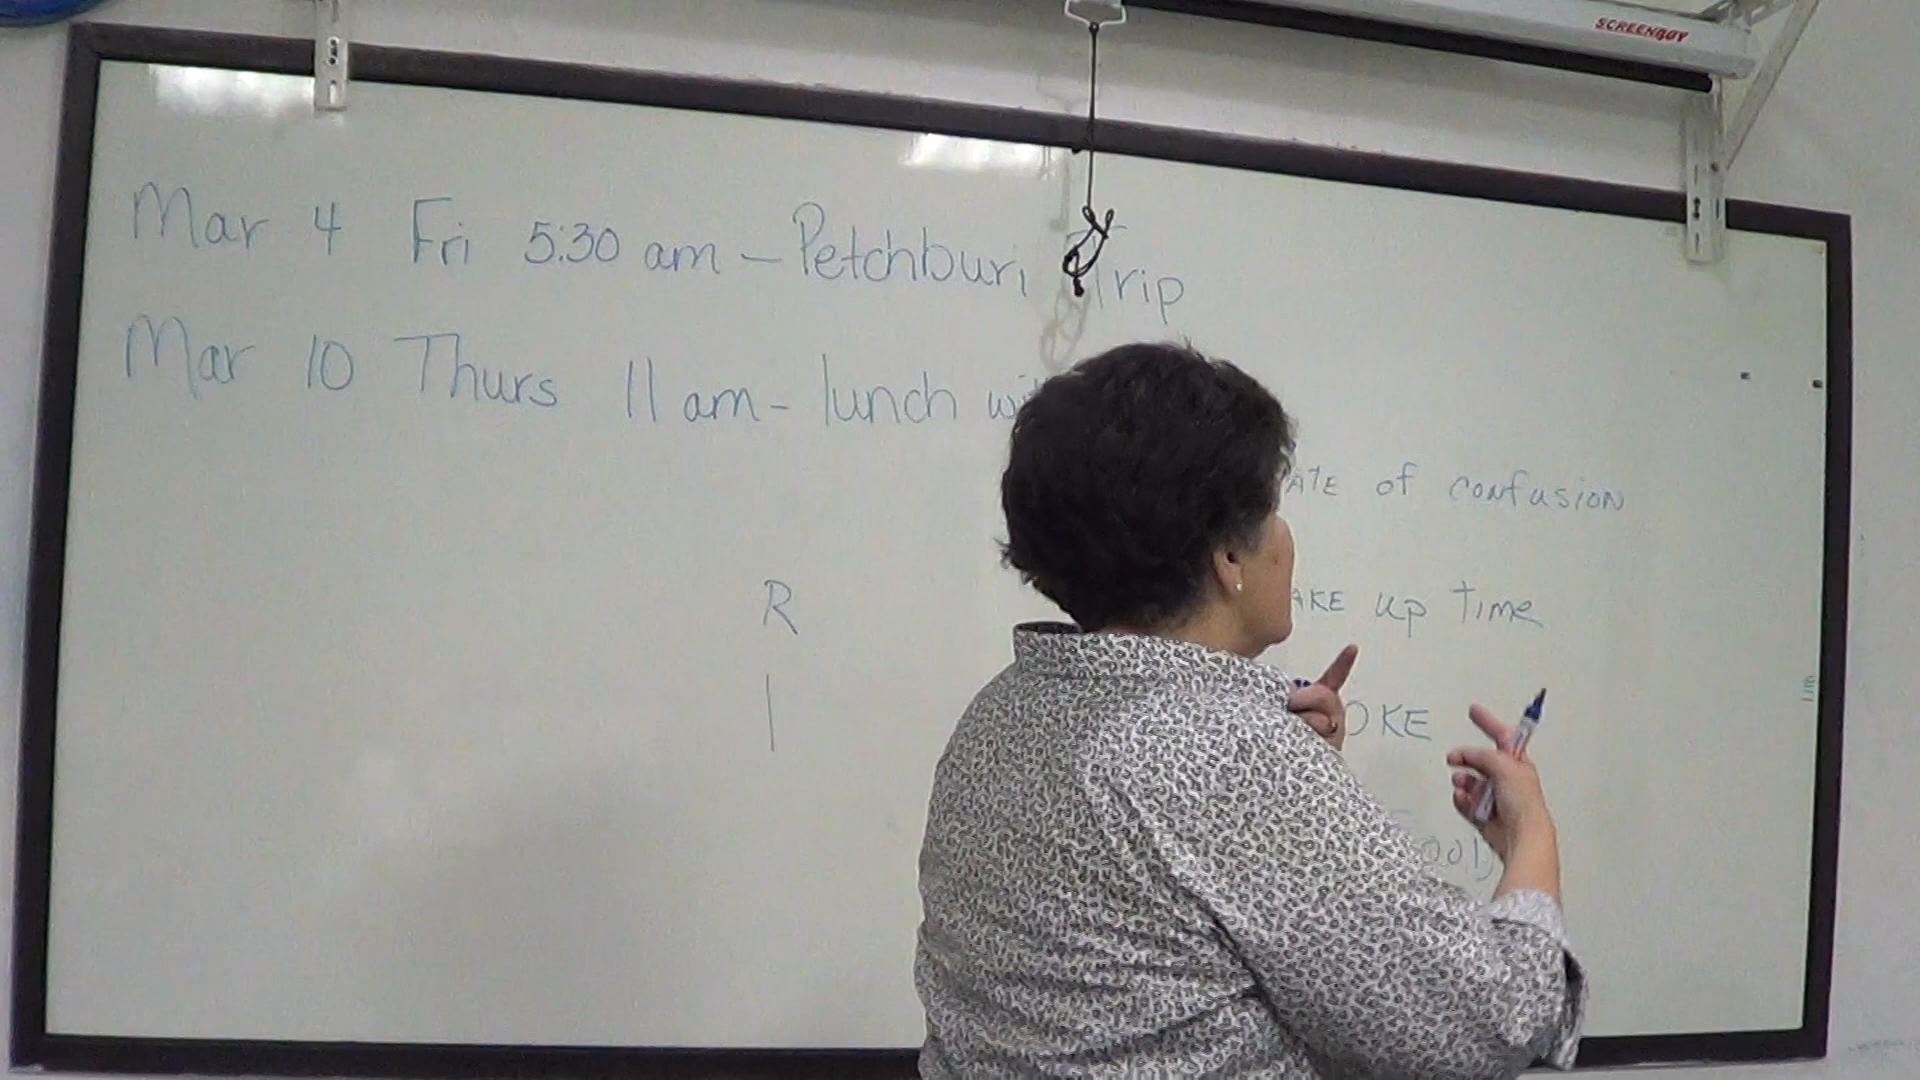 SCREENBOY
Mar 4 Fri 5:30 am – Petchburi Trip
Mar 10 Thurs 11 am – lunch
of confusion
R
up time
I